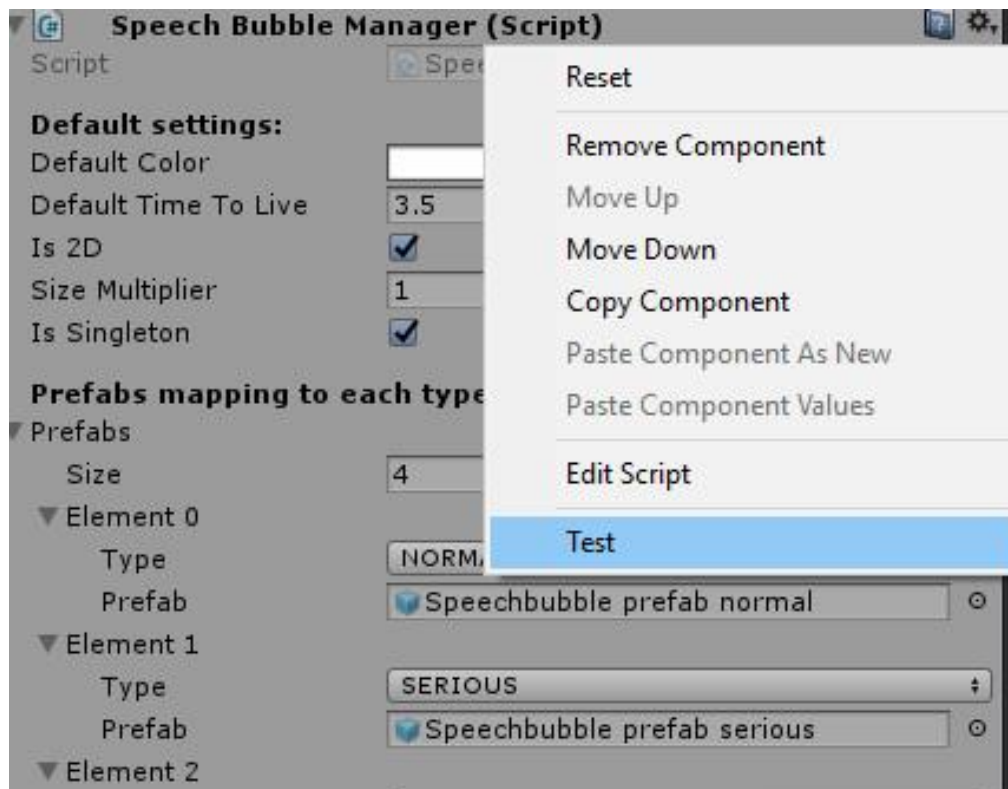 Speech Bubble Manager (Script)
Script
Reset
Default settings:
Default Color
Remove Component
Default Time To Live 3.5
Move Up
Is 2D
Move Down
Size Multiplier 1
Copy Component
Is Singleton
Paste Component As New
Prefabs mapping to each type
Paste Component Values
Prefabs
Size 4
Edit Script
Element 0
Test
Type
Prefab Speechbubble prefab normal
Element 1
Type SERIOUS
Prefab Speechbubble prefab serious
Element 2